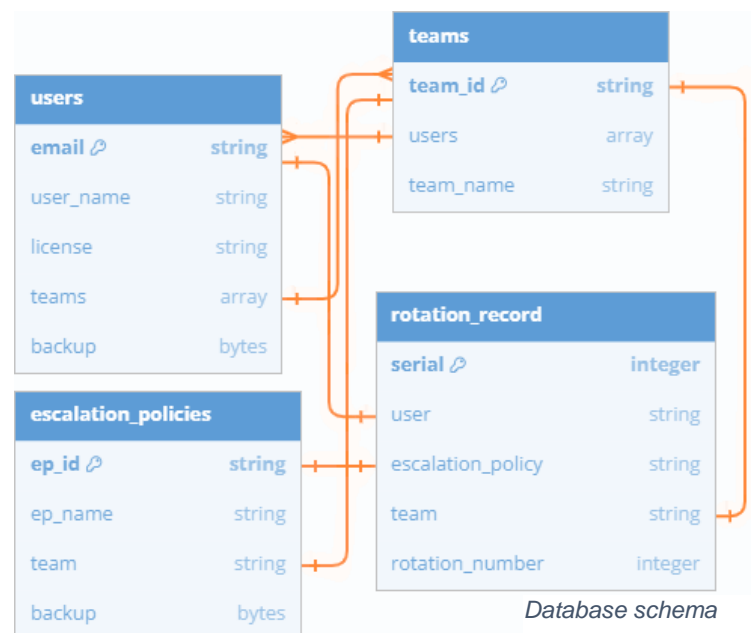 teams
team_id string
users array
team_name string
users
email string
user_name string
license string
teams array
backup bytes
rotation_record
serial integer
user string
escalation_policy string
team string
rotation_number integer
escalation_policies
ep_id string
ep_name string
team string
backup bytes
Database schema